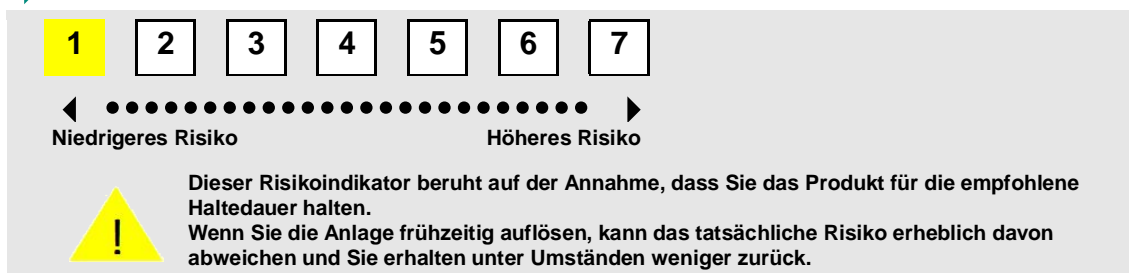 1 2 3 4 5 6 7
Niedrigeres Risiko Höheres Risiko
Dieser Risikoindikator beruht auf der Annahme, dass Sie das Produkt für die empfohlene
Haltedauer halten.
! Wenn Sie die Anlage frühzeitig auflösen, kann das tatsächliche Risiko erheblich davon
abweichen und Sie erhalten unter Umständen weniger zurück.